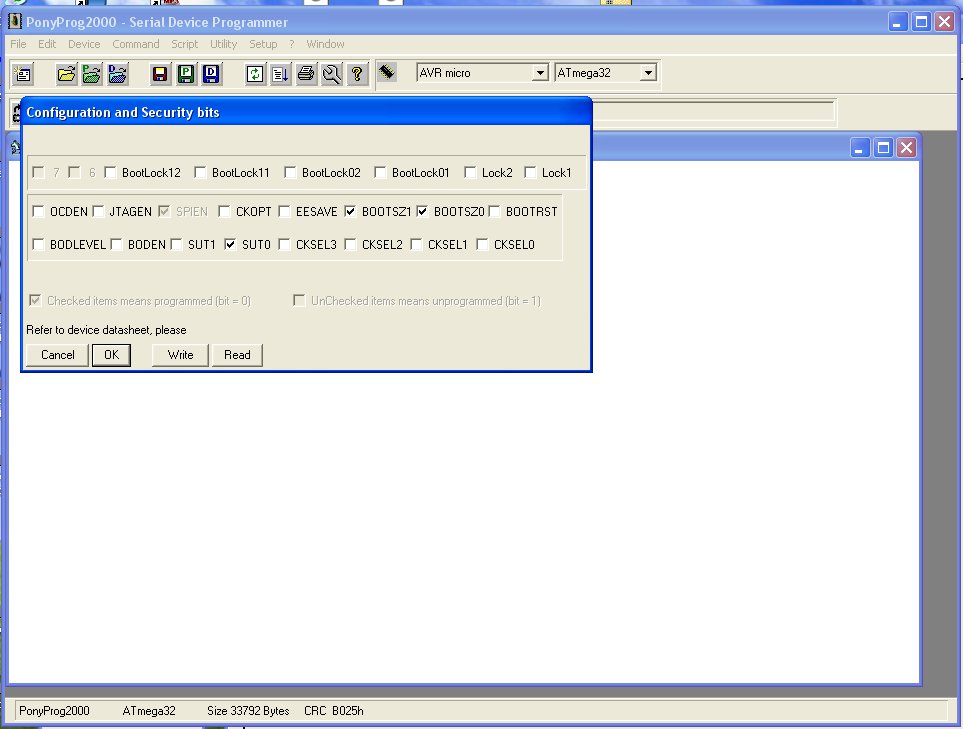 PonyProg2000 - Serial Device Programmer
File Edit Device Command Script Utility Setup ? Window
AVR micro ATmega32
Configuration and Security bits
7 6 BootLock12 BootLock11 BootLock02 BootLock01 Lock2 Lock1
OCDEN JTAGEN SPIEN CKOPT EESAVE BOOTSZ1 BOOTSZ0 BOOTRST
BODLEVEL BODEN SUT1 SUT0 CKSEL3 CKSEL2 CKSEL1 CKSEL0
Checked items means programmed (bit = 0) UnChecked items means unprogrammed (bit = 1)
Refer to device datasheet, please
Cancel OK Write Read
PonyProg2000 ATmega32 Size 33792 Bytes CRC B025h